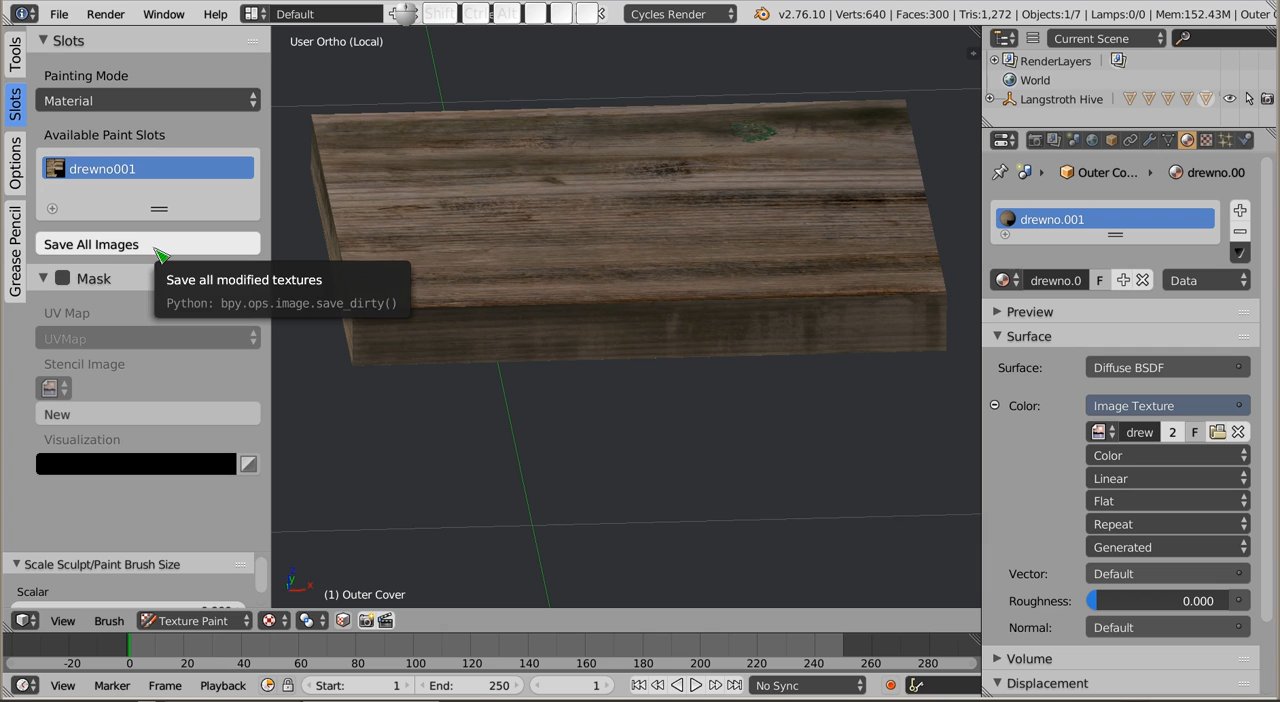 File Render Window Help Default Shift Ctrl Alt Cycles Render v2.76.10 | Verts:640 | Faces:300 | Tris:1,272 | Objects:1/7 | Lamps:0/0 | Mem:152.43M | Outer
Tools
Slots
Options
Grease Pencil
Slots
Painting Mode
Material
Available Paint Slots
drewno001
Save All Images
Save all modified textures
Python: bpy.ops.image.save_dirty()
Mask
UV Map
UVMap
Stencil Image
New
Visualization
Scale Sculpt/Paint Brush Size
Scalar
User Ortho (Local)
(1) Outer Cover
View Brush Texture Paint
-20 0 20 40 60 80 100 120 140 160 180 200 220 240 260 280
View Marker Frame Playback Start: 1 End: 250 1 No Sync
Current Scene
RenderLayers
World
Langstroth Hive
Outer Co... drewno.00
drewno.001
drewno.0 F Data
Preview
Surface
Surface: Diffuse BSDF
Color: Image Texture
drew 2 F
Color
Linear
Flat
Repeat
Generated
Vector: Default
Roughness: 0.000
Normal: Default
Volume
Displacement